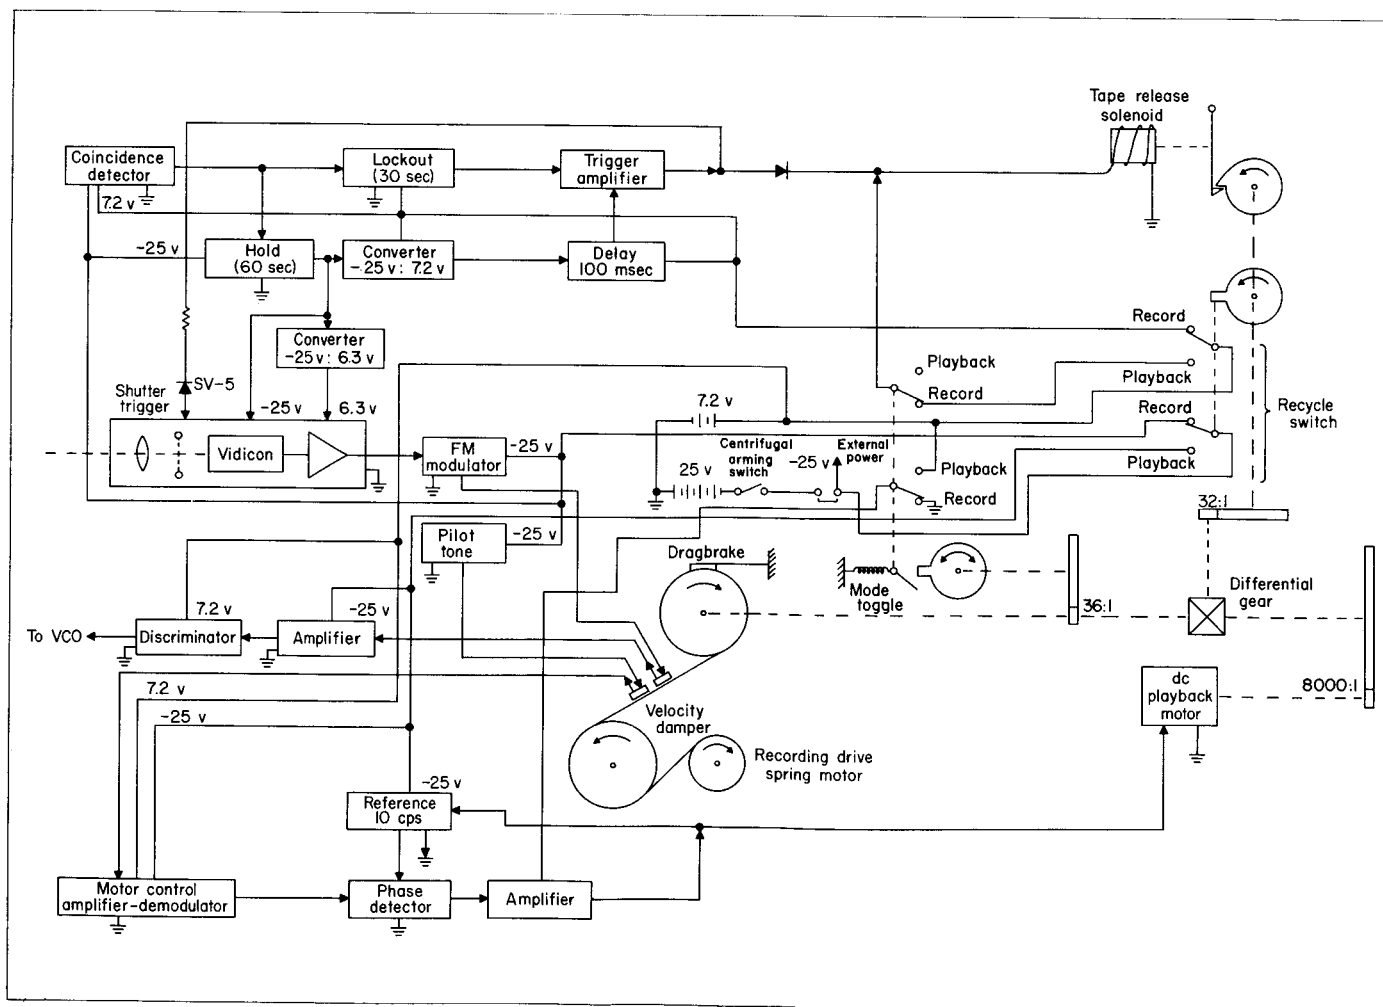 Tape release
solenoid
Coincidence
detector
Lockout
(30 sec)
Trigger
amplifier
7.2 v
-25 v
Hold
(60 sec)
Converter
-25 v : 7.2 v
Delay
100 msec
Record
Converter
-25 v : 6.3 v
Playback
Playback
Record
SV-5
Shutter
trigger
-25 v
6.3 v
7.2 v
Record
Recycle
switch
Vidicon
FM
modulator
-25 v
Centrifugal
arming
switch
External
power
-25 v
25 v
Playback
Playback
Record
32:1
Pilot
tone
-25 v
Dragbrake
Mode
toggle
36:1
Differential
gear
7.2 v
-25 v
To VCO
Discriminator
Amplifier
dc
playback
motor
8000:1
7.2 v
-25 v
Velocity
damper
Recording drive
spring motor
-25 v
Reference
10 cps
Motor control
amplifier-demodulator
Phase
detector
Amplifier